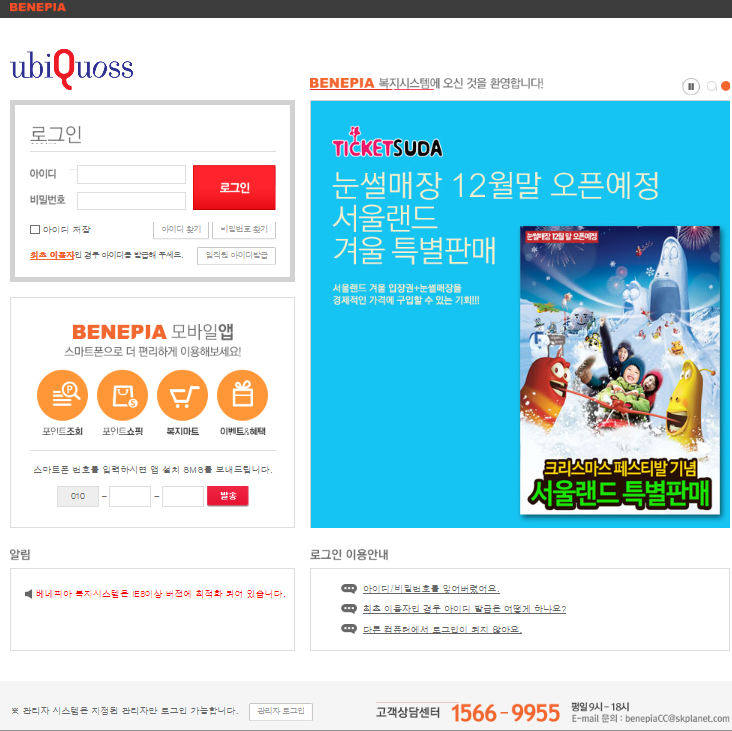 BENEPIA
ubiQuoss
BENEPIA 복지시스템에 오신 것을 환영합니다!
로그인
아이디
비밀번호
로그인
아이디 저장
아이디 찾기
비밀번호 찾기
최초 이용자인 경우 아이디를 발급해 주세요.
임직원 아이디발급
TICKETSUDA
눈썰매장 12월말 오픈예정
서울랜드
겨울 특별판매
서울랜드 겨울 입장권+눈썰매장을
경제적인 가격에 구입할 수 있는 기회!!!
눈썰매장 12월 말 오픈예정
크리스마스 페스티발 기념
서울랜드 특별판매
BENEPIA 모바일앱
스마트폰으로 더 편리하게 이용해보세요!
포인트조회
포인트쇼핑
복지마트
이벤트&혜택
스마트폰 번호를 입력하시면 앱 설치 SMS를 보내드립니다.
010 - - 발송
알림
베네피아 복지시스템은 IE8이상 버전에 최적화 되어 있습니다.
로그인 이용안내
아이디/비밀번호를 잊어버렸어요.
최초 이용자인 경우 아이디 발급은 어떻게 하나요?
다른 컴퓨터에서 로그인이 되지 않아요.
※ 관리자 시스템은 지정된 관리자만 로그인 가능합니다.
관리자 로그인
고객상담센터 1566-9955
평일 9시-18시
E-mail 문의 : benepiaCC@skplanet.com